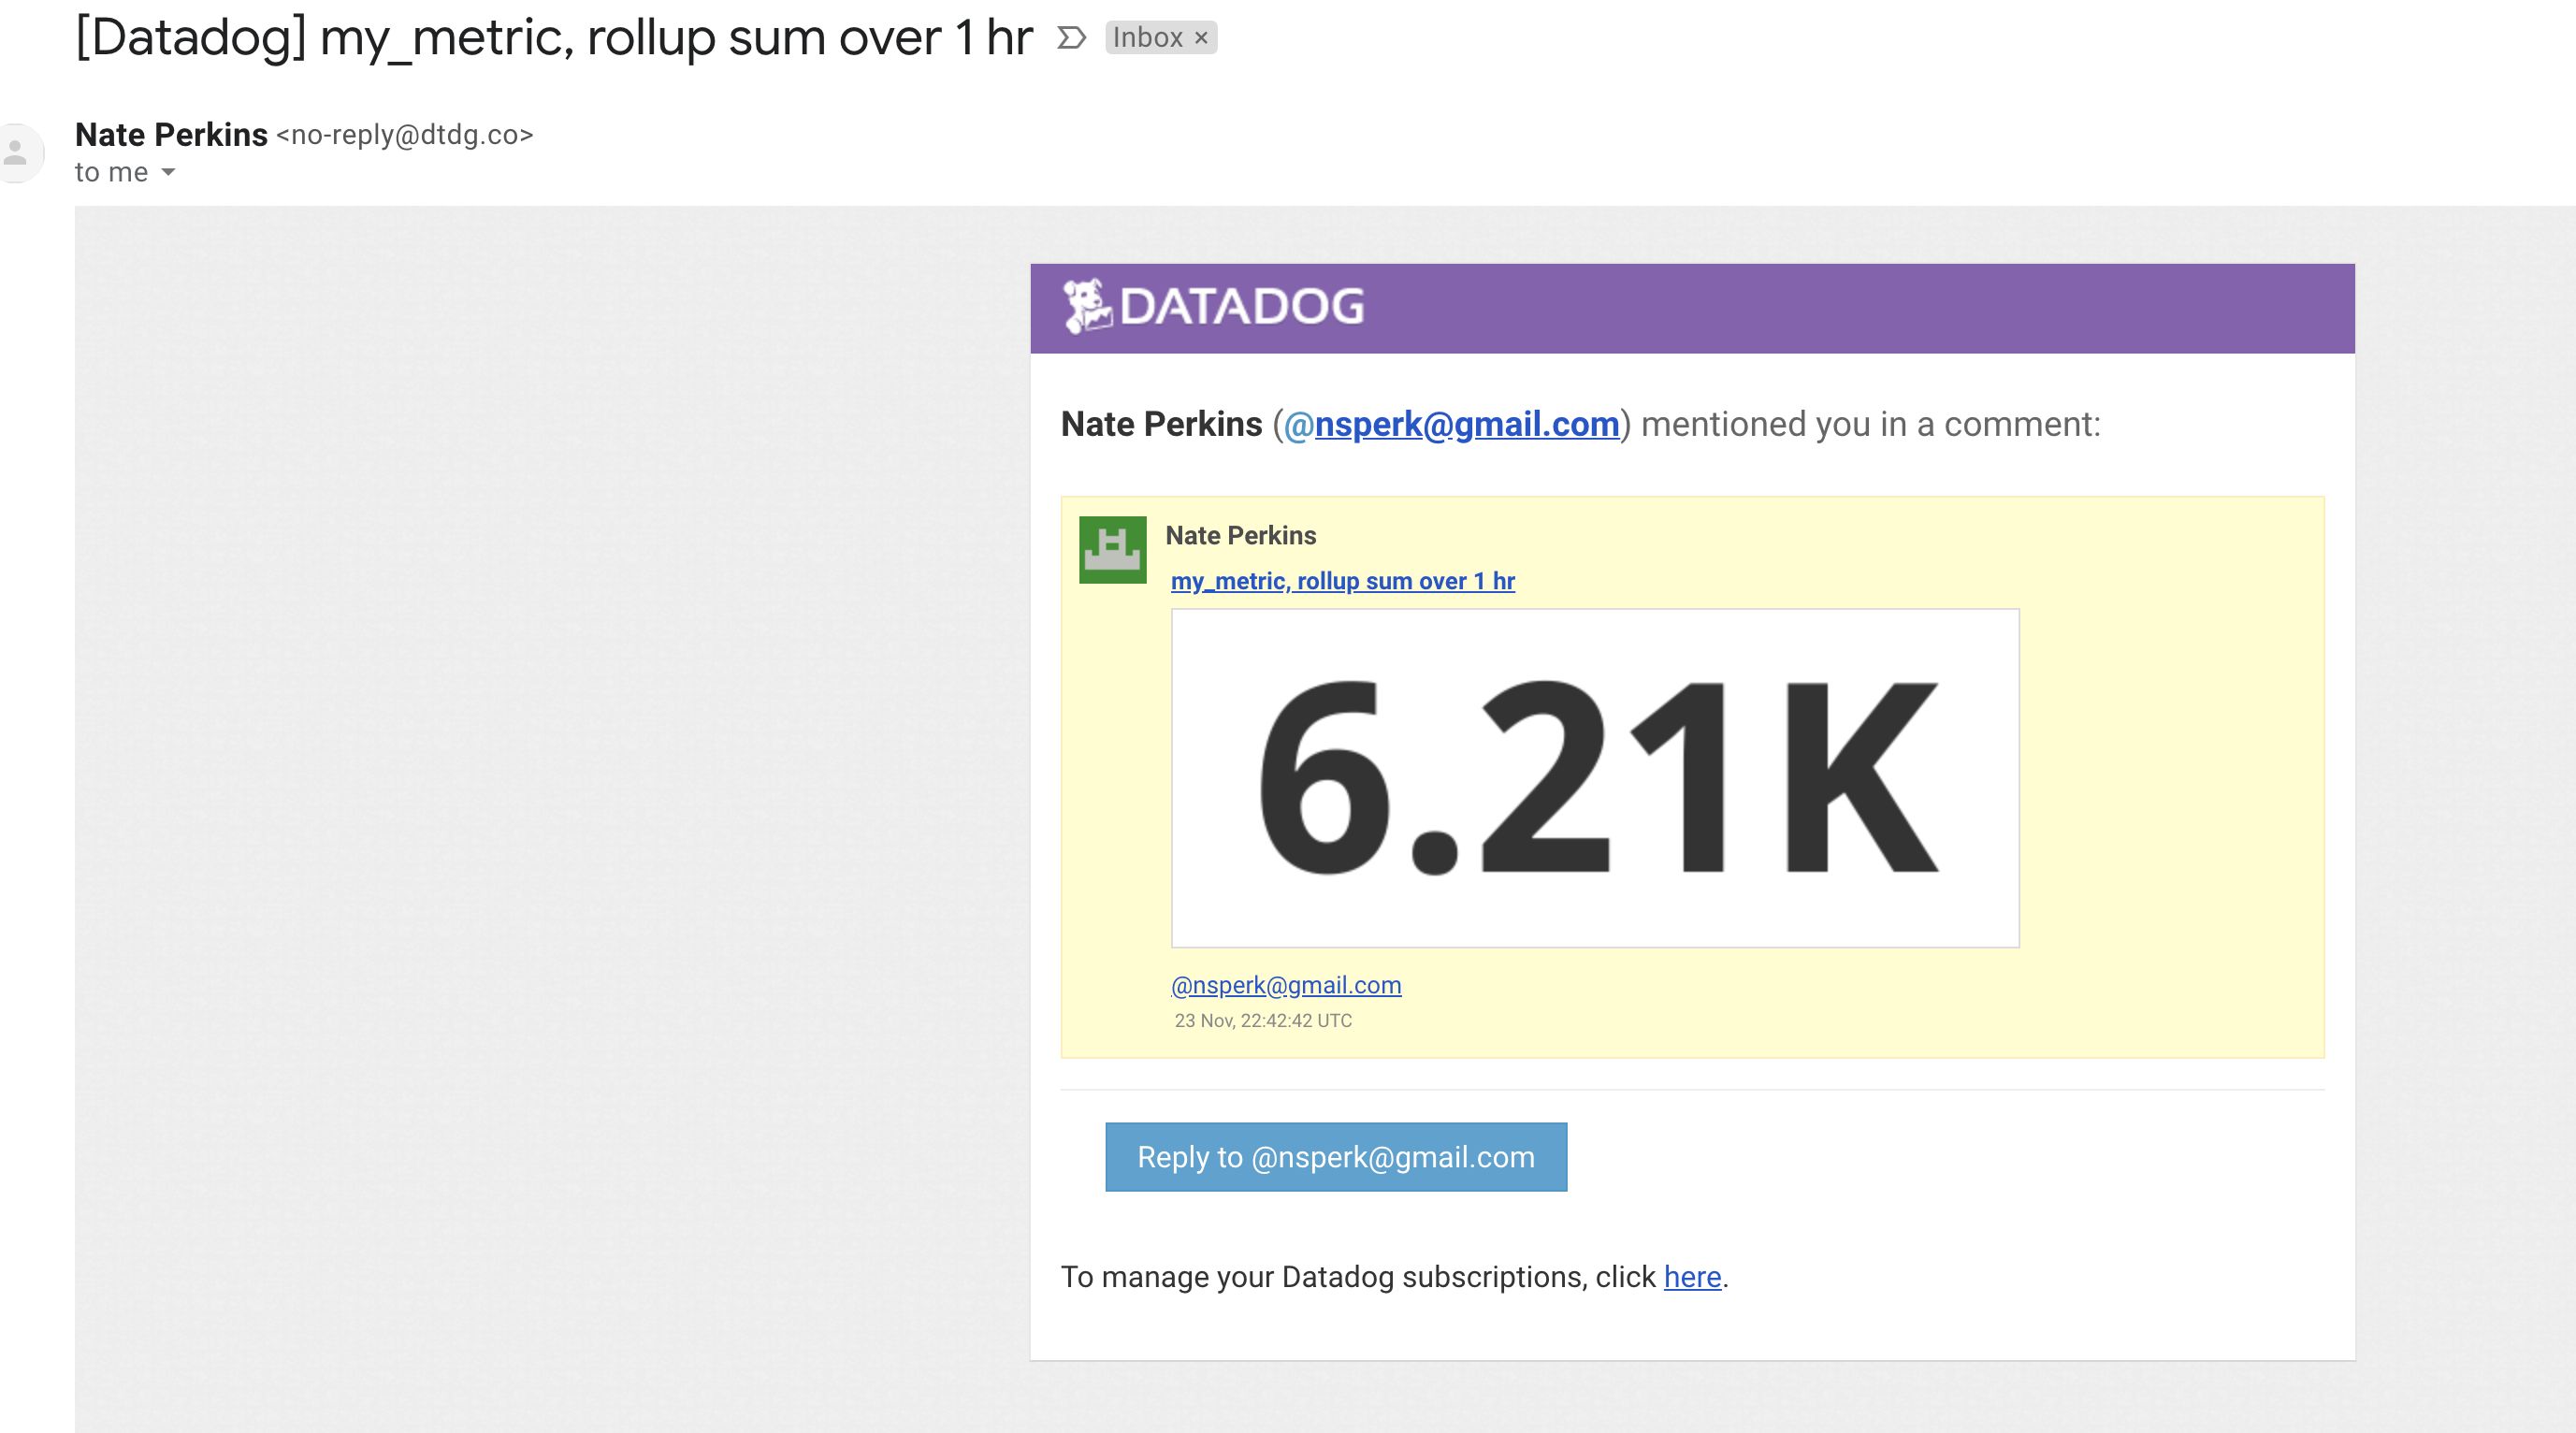 [Datadog] my_metric, rollup sum over 1 hr Inbox ×
Nate Perkins <no-reply@dtdg.co>
to me
DATADOG
Nate Perkins (@nsperk@gmail.com) mentioned you in a comment:
Nate Perkins
my_metric, rollup sum over 1 hr
6.21K
@nsperk@gmail.com
23 Nov, 22:42:42 UTC
Reply to @nsperk@gmail.com
To manage your Datadog subscriptions, click here.